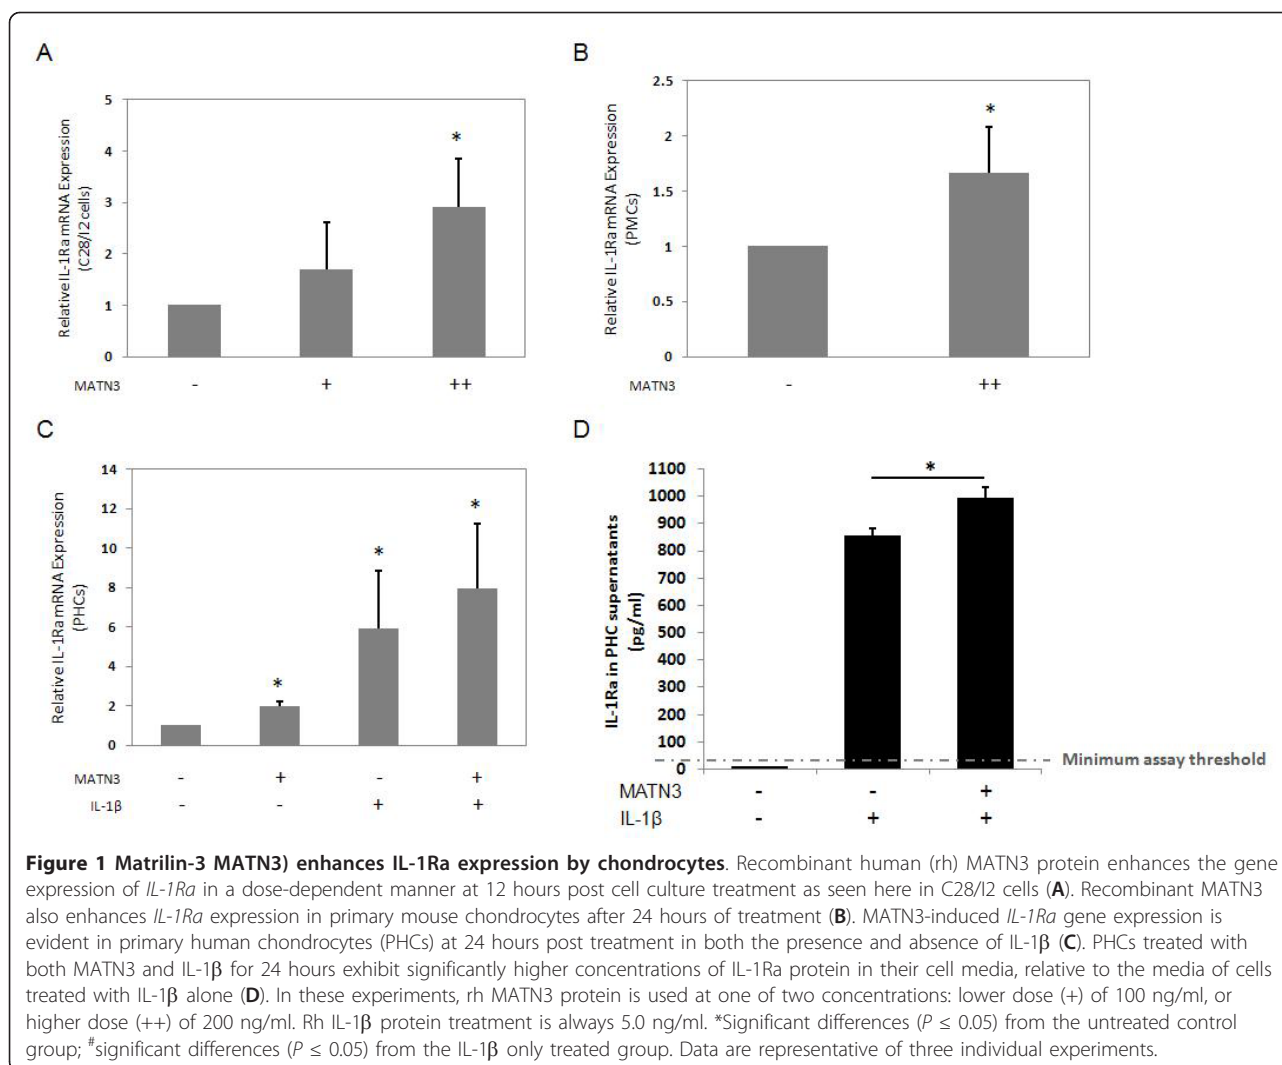 A
Relative IL-1Ra mRNA Expression
(C28/I2 cells)
5
4
3
2
1
0
*
MATN3 - + ++
B
Relative IL-1Ra mRNA Expression
(PMCs)
2.5
2
1.5
1
0.5
0
*
MATN3 - ++
C
Relative IL-1Ra mRNA Expression
(PHCs)
14
12
10
8
6
4
2
0
* * *
MATN3 - + - +
IL-1β - - + +
D
IL-1Ra in PHC supernatants
(pg/ml)
1100
1000
900
800
700
600
500
400
300
200
100
0
*
Minimum assay threshold
MATN3 - - +
IL-1β - + +
Figure 1 Matrilin-3 MATN3) enhances IL-1Ra expression by chondrocytes. Recombinant human (rh) MATN3 protein enhances the gene
expression of IL-1Ra in a dose-dependent manner at 12 hours post cell culture treatment as seen here in C28/I2 cells (A). Recombinant MATN3
also enhances IL-1Ra expression in primary mouse chondrocytes after 24 hours of treatment (B). MATN3-induced IL-1Ra gene expression is
evident in primary human chondrocytes (PHCs) at 24 hours post treatment in both the presence and absence of IL-1β (C). PHCs treated with
both MATN3 and IL-1β for 24 hours exhibit significantly higher concentrations of IL-1Ra protein in their cell media, relative to the media of cells
treated with IL-1β alone (D). In these experiments, rh MATN3 protein is used at one of two concentrations: lower dose (+) of 100 ng/ml, or
higher dose (++) of 200 ng/ml. Rh IL-1β protein treatment is always 5.0 ng/ml. *Significant differences (P ≤ 0.05) from the untreated control
group; #significant differences (P ≤ 0.05) from the IL-1β only treated group. Data are representative of three individual experiments.